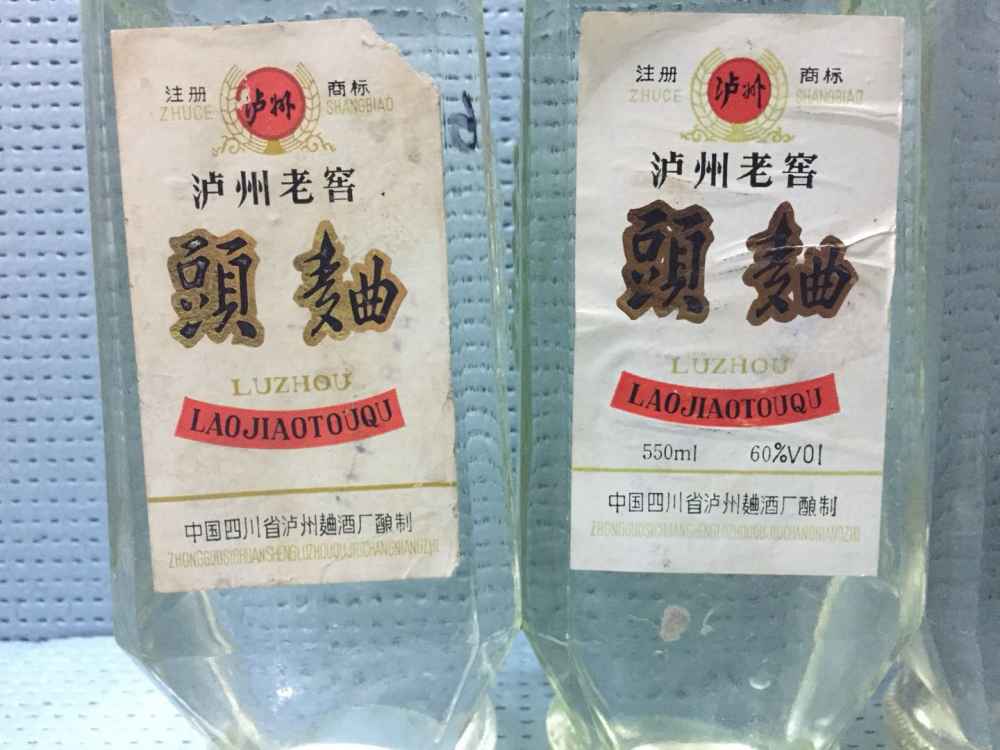 注册 泸州 商标
ZHUCE SHANGBIAO
泸州老窖
頭麯
LUZHOU
LAOJIAOTOUQU
中国四川省泸州麯酒厂酿制
注册 泸州 商标
ZHUCE SHANGBIAO
泸州老窖
頭麯
LUZHOU
LAOJIAOTOUQU
550ml 60%VOl
中国四川省泸州麯酒厂酿制